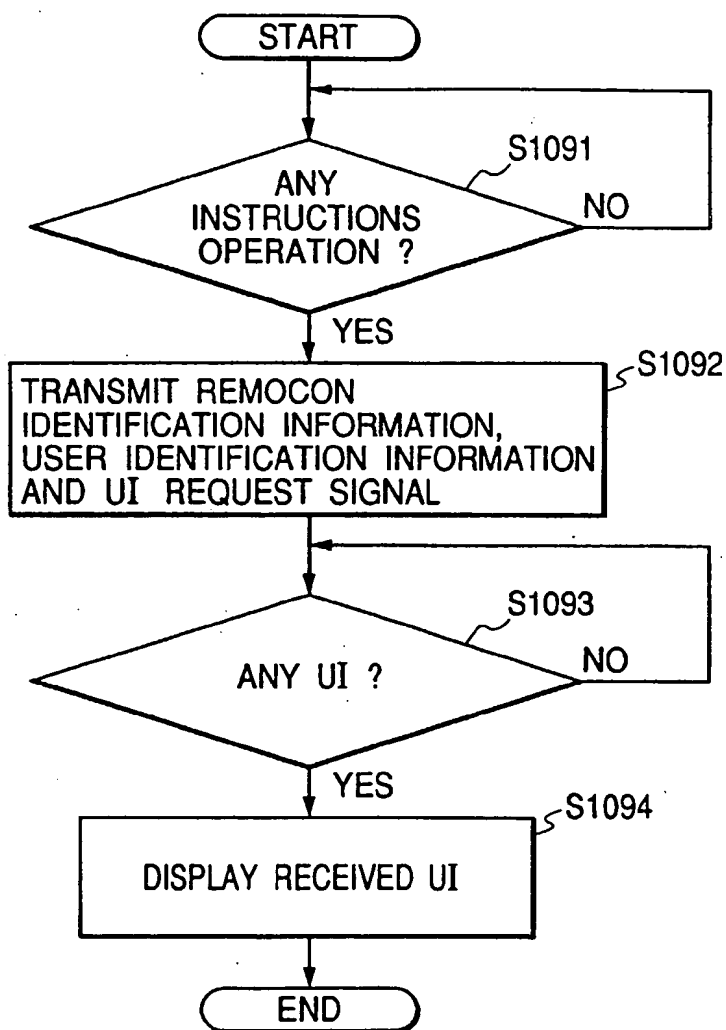 START
S1091
ANY
INSTRUCTIONS
OPERATION ?
NO
YES
S1092
TRANSMIT REMOCON
IDENTIFICATION INFORMATION,
USER IDENTIFICATION INFORMATION
AND UI REQUEST SIGNAL
S1093
ANY UI ?
NO
YES
S1094
DISPLAY RECEIVED UI
END